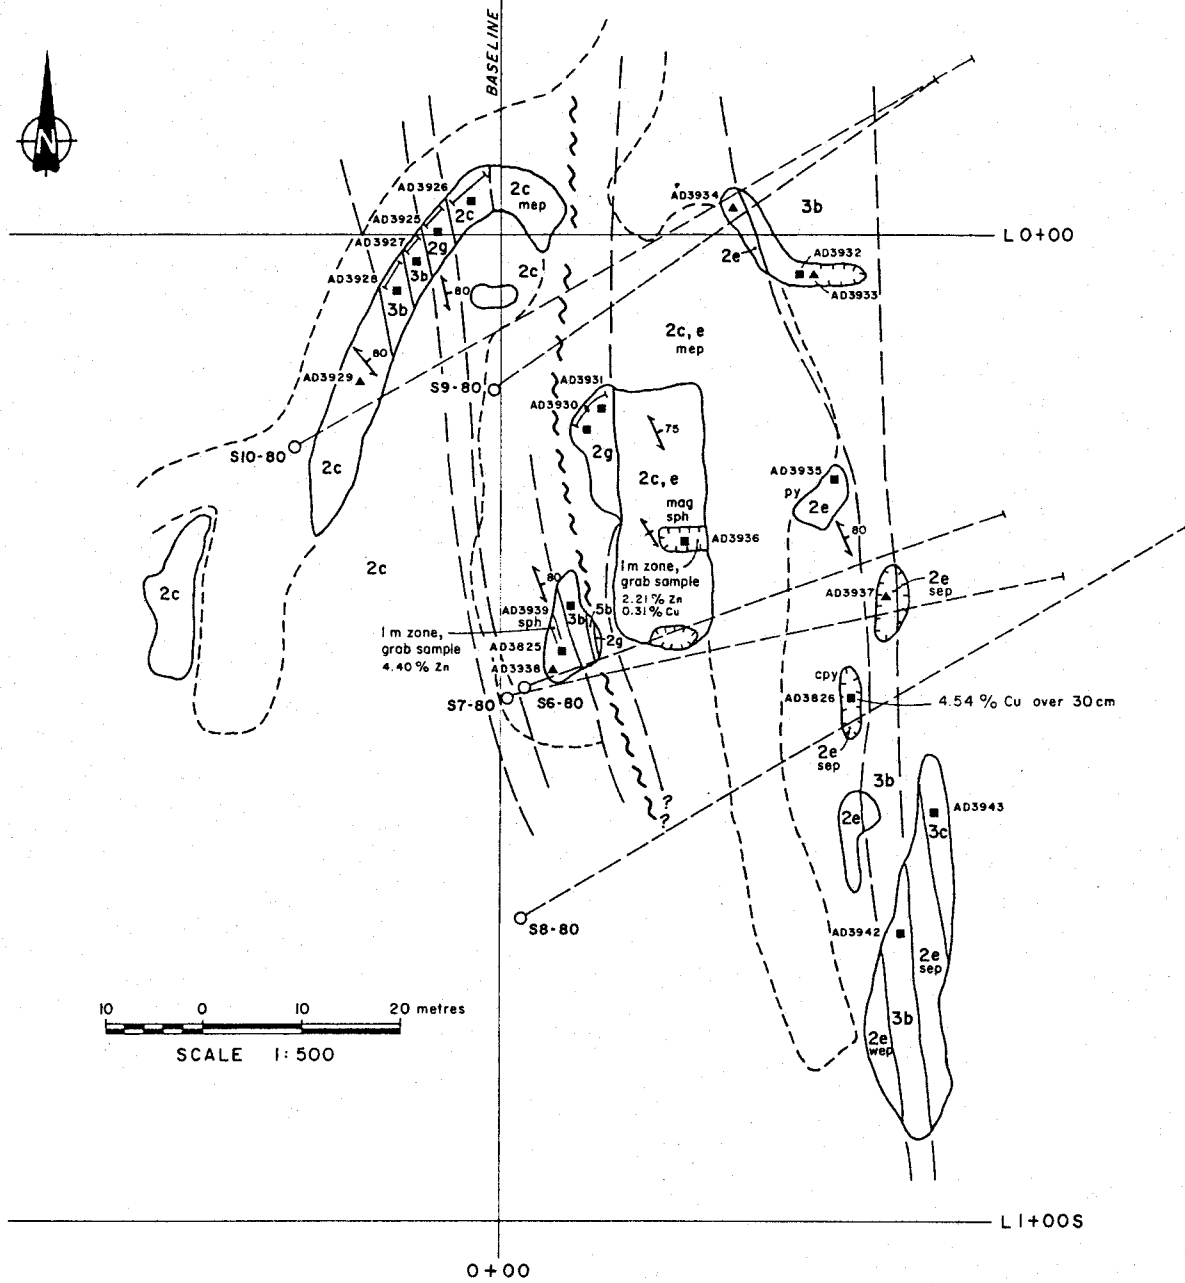 BASELINE
N
AD3926
2c
mep
AD3934
3b
AD3925
2c
2g
L 0+00
AD3927
2c
2e
AD3932
AD3928
3b
80
AD3933
3b
2c, e
mep
80
AD3929
S9-80
AD3931
AD3930
75
S10-80
2c
2g
2c, e
AD3935
py
2e
mag
sph
80
AD3936
2c
80
1m zone,
grab sample
2.21% Zn
0.31% Cu
2c
AD3937
2e
sep
AD3939
sph
3b
5b
2g
1m zone,
grab sample
4.40% Zn
AD3825
AD3938
cpy
AD3826
4.54 % Cu over 30cm
S7-80
S6-80
2e
sep
3b
?
?
2e
AD3943
3c
S8-80
AD3942
2e
sep
10 0 10 20 metres
3b
2e
wep
SCALE 1:500
L1+00S
0+00